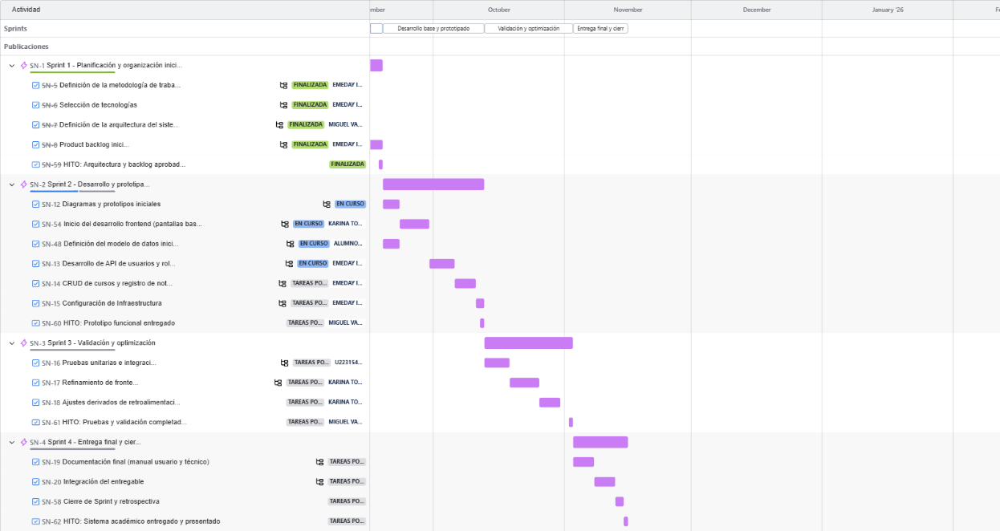 Actividad mber October November December January '26 Fe
Sprints Desarrollo base y prototipado Validación y optimización Entrega final y cierr
Publicaciones
SN-1 Sprint 1 - Planificación y organización inici...
SN-5 Definición de la metodología de traba... FINALIZADA EMEDAY I...
SN-6 Selección de tecnologías FINALIZADA EMEDAY I...
SN-7 Definición de la arquitectura del siste... FINALIZADA MIGUEL VA...
SN-8 Product backlog inici... FINALIZADA EMEDAY I...
SN-59 HITO: Arquitectura y backlog aprobad... FINALIZADA
SN-2 Sprint 2 - Desarrollo y prototipa...
SN-12 Diagramas y prototipos iniciales EN CURSO
SN-54 Inicio del desarrollo frontend (pantallas bas... EN CURSO KARINA TO...
SN-48 Definición del modelo de datos inici... EN CURSO ALUMNO...
SN-13 Desarrollo de API de usuarios y rol... EN CURSO EMEDAY I...
SN-14 CRUD de cursos y registro de not... TAREAS PO... EMEDAY I...
SN-15 Configuración de Infraestructura TAREAS PO... EMEDAY I...
SN-60 HITO: Prototipo funcional entregado TAREAS PO... MIGUEL VA...
SN-3 Sprint 3 - Validación y optimización
SN-16 Pruebas unitarias e integraci... TAREAS PO... U223154...
SN-17 Refinamiento de fronte... TAREAS PO... KARINA TO...
SN-18 Ajustes derivados de retroalimentaci... TAREAS PO... KARINA TO...
SN-61 HITO: Pruebas y validación completad... TAREAS PO... MIGUEL VA...
SN-4 Sprint 4 - Entrega final y cier...
SN-19 Documentación final (manual usuario y técnico) TAREAS PO...
SN-20 Integración del entregable TAREAS PO...
SN-58 Cierre de Sprint y retrospectiva TAREAS PO...
SN-62 HITO: Sistema académico entregado y presentado TAREAS PO...